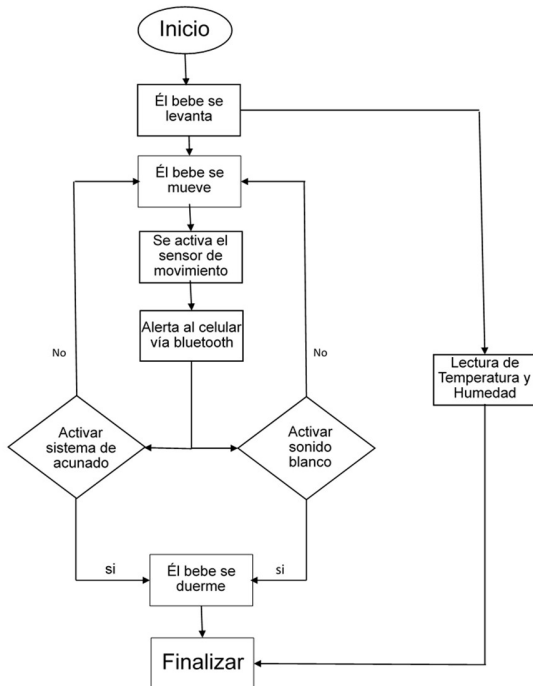 Inicio
Él bebe se
levanta
Él bebe se
mueve
Se activa el
sensor de
movimiento
Alerta al celular
vía bluetooth
No
No
Lectura de
Temperatura y
Humedad
Activar
sistema de
acunado
Activar
sonido
blanco
si
Él bebe se
duerme
si
Finalizar